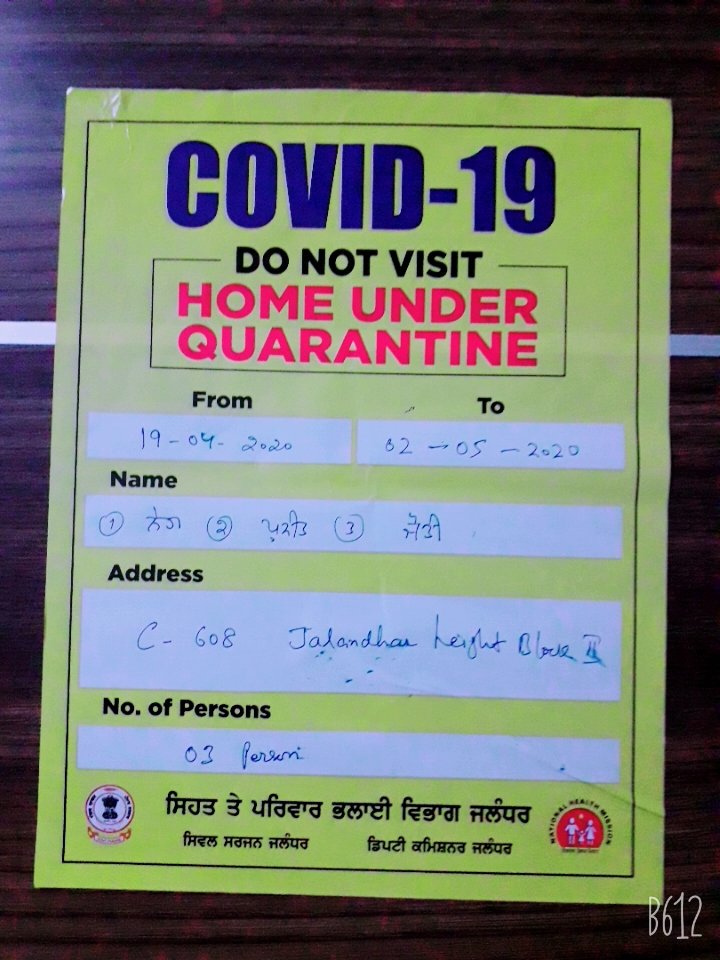 COVID-19
DO NOT VISIT
HOME UNDER
QUARANTINE
From To
19-04-2020 02-05-2020
Name
① ਨੇਹਾ ② ਪੁਨੀਤ ③ ਜੋਤੀ
Address
C-608 Jalandhar height Block II
No. of Persons
03 Person
ਸਿਹਤ ਤੇ ਪਰਿਵਾਰ ਭਲਾਈ ਵਿਭਾਗ ਜਲੰਧਰ
ਸਿਵਲ ਸਰਜਨ ਜਲੰਧਰ ਡਿਪਟੀ ਕਮਿਸ਼ਨਰ ਜਲੰਧਰ
NATIONAL HEALTH MISSION
B612